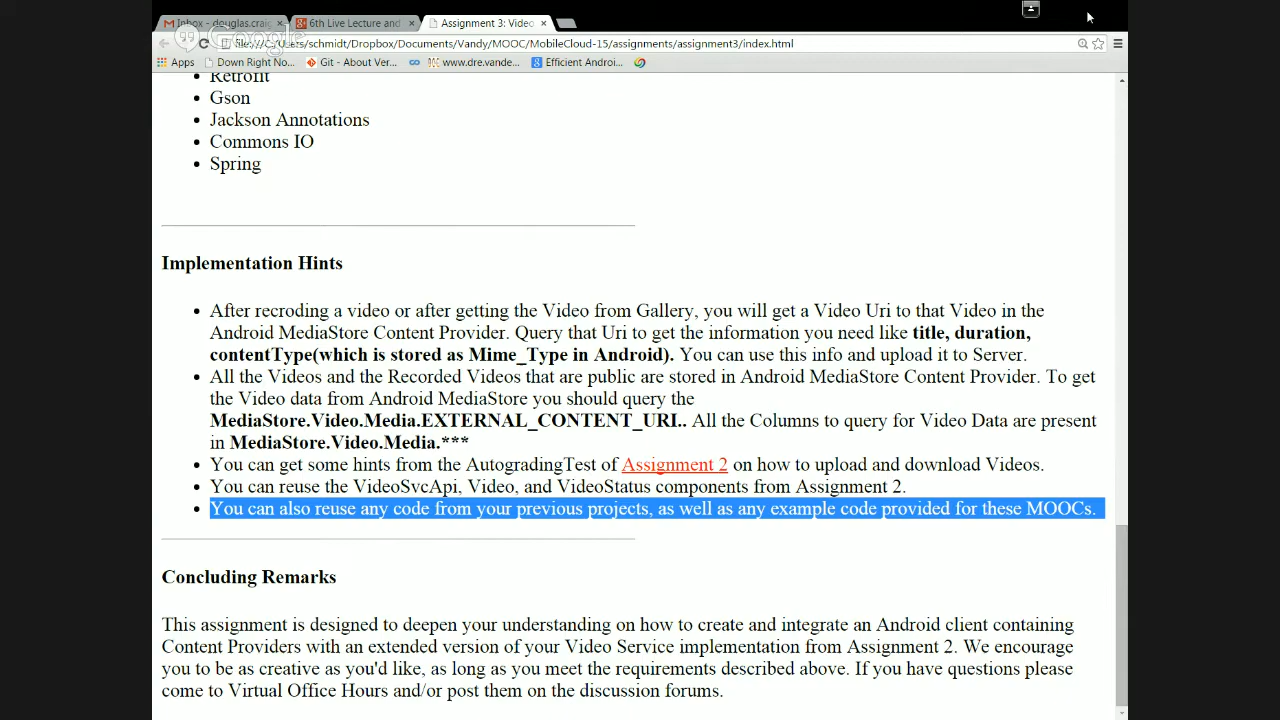 Inbox - douglas.craig
6th Live Lecture and
Assignment 3: Video
Google
file:///C:/Users/schmidt/Dropbox/Documents/Vandy/MOOC/MobileCloud-15/assignments/assignment3/index.html
Apps
Down Right No...
Git - About Ver...
www.dre.vande...
Efficient Androi...
Retrofit
Gson
Jackson Annotations
Commons IO
Spring
Implementation Hints
After recroding a video or after getting the Video from Gallery, you will get a Video Uri to that Video in the
Android MediaStore Content Provider. Query that Uri to get the information you need like title, duration,
contentType(which is stored as Mime_Type in Android). You can use this info and upload it to Server.
All the Videos and the Recorded Videos that are public are stored in Android MediaStore Content Provider. To get
the Video data from Android MediaStore you should query the
MediaStore.Video.Media.EXTERNAL_CONTENT_URI.. All the Columns to query for Video Data are present
in MediaStore.Video.Media.***
You can get some hints from the AutogradingTest of Assignment 2 on how to upload and download Videos.
You can reuse the VideoSvcApi, Video, and VideoStatus components from Assignment 2.
You can also reuse any code from your previous projects, as well as any example code provided for these MOOCs.
Concluding Remarks
This assignment is designed to deepen your understanding on how to create and integrate an Android client containing
Content Providers with an extended version of your Video Service implementation from Assignment 2. We encourage
you to be as creative as you'd like, as long as you meet the requirements described above. If you have questions please
come to Virtual Office Hours and/or post them on the discussion forums.